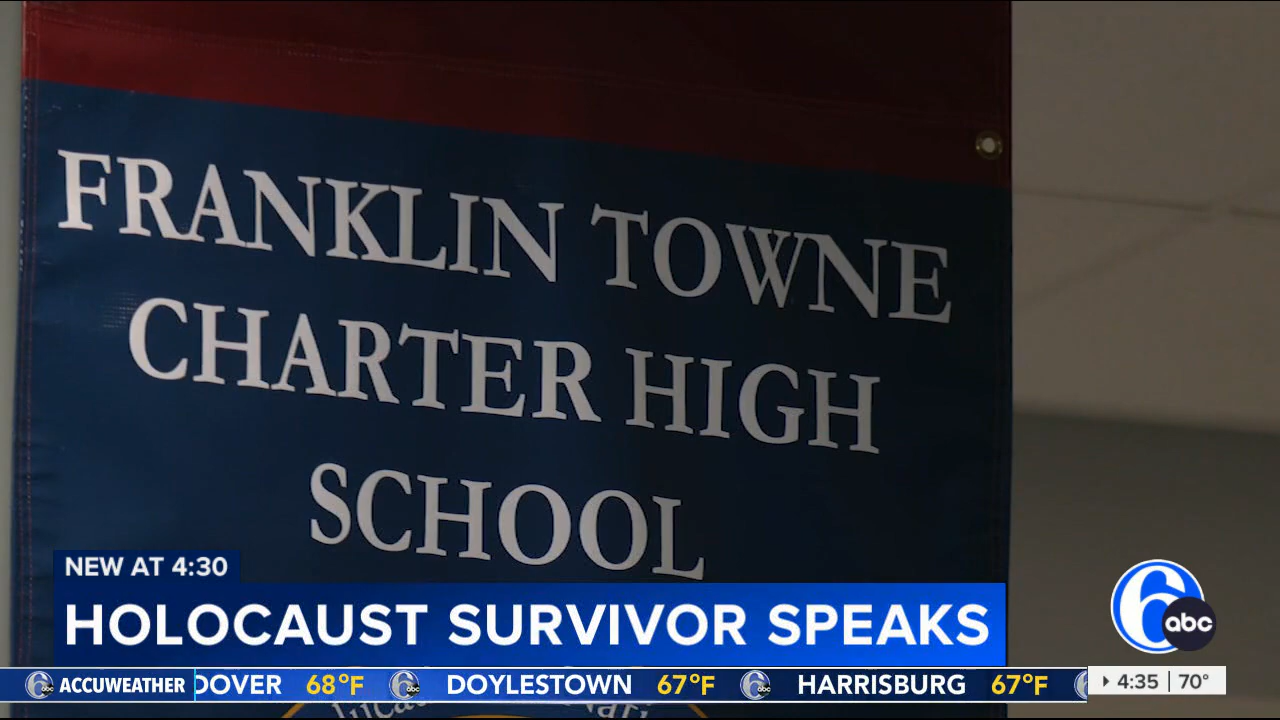 FRANKLIN TOWNE
CHARTER HIGH
SCHOOL
NEW AT 4:30
HOLOCAUST SURVIVOR SPEAKS
6 abc
ACCUWEATHER DOVER 68°F DOYLESTOWN 67°F HARRISBURG 67°F
4:35 70°